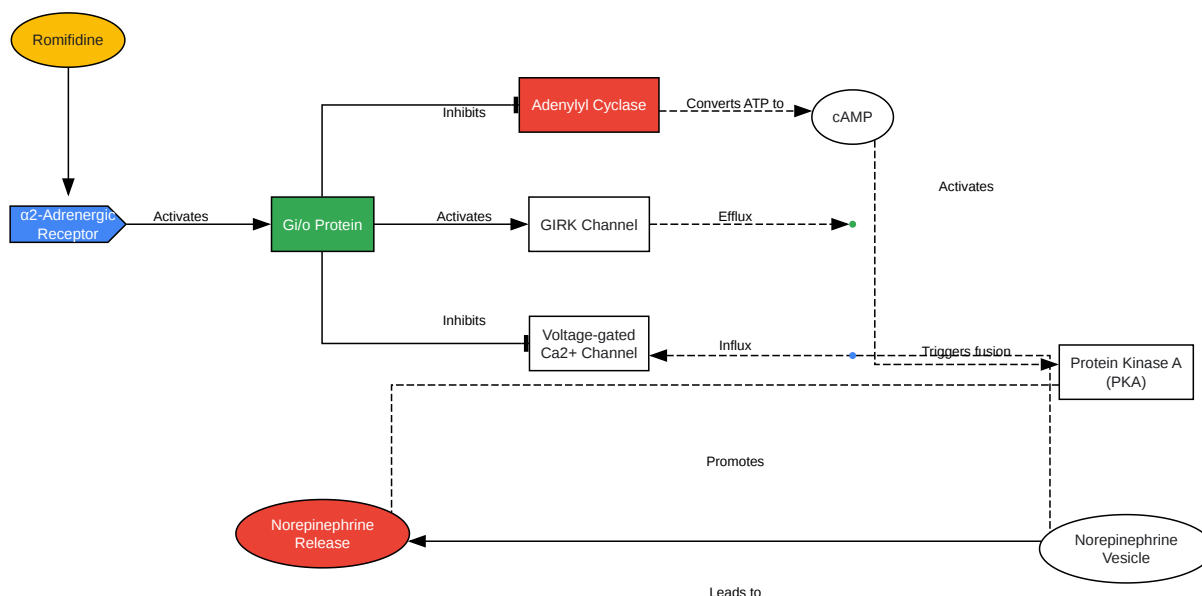 Romifidine
Inhibits
Adenylyl Cyclase
Converts ATP to
cAMP
Activates
α2-Adrenergic
Receptor
Activates
Gi/o Protein
Activates
GIRK Channel
Efflux
Inhibits
Voltage-gated
Ca2+ Channel
Influx
Triggers fusion
Protein Kinase A
(PKA)
Promotes
Norepinephrine
Release
Norepinephrine
Vesicle
Leads to